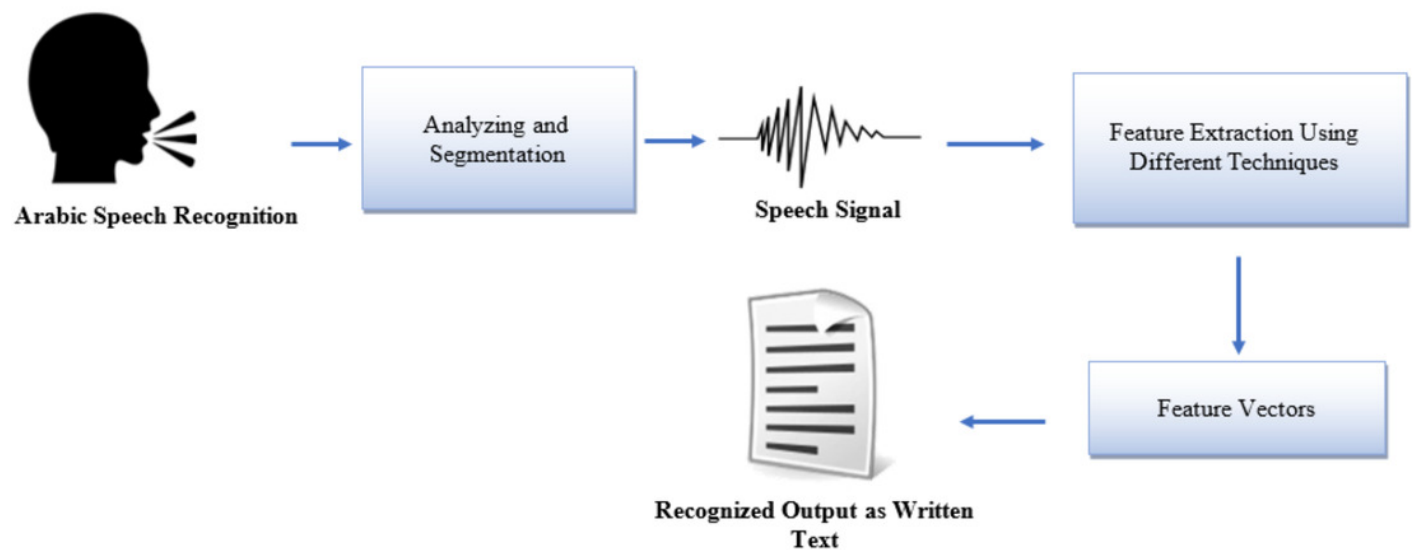 Arabic Speech Recognition
Analyzing and
Segmentation
Speech Signal
Feature Extraction Using
Different Techniques
Feature Vectors
Recognized Output as Written
Text